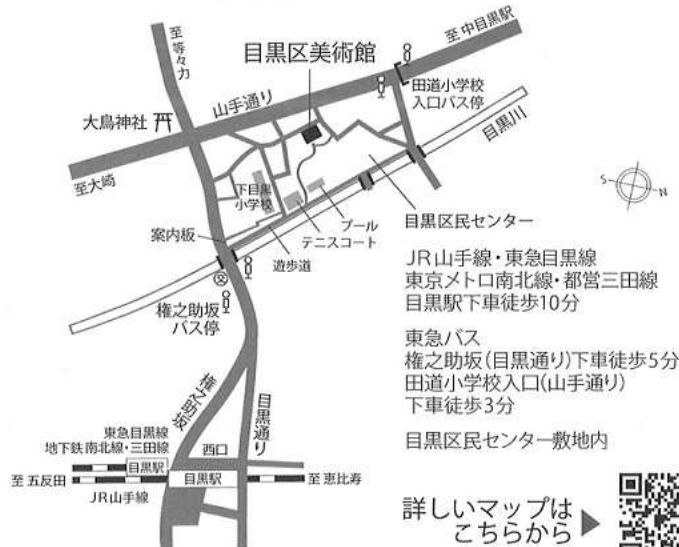 至 中目黒駅
至 等々力
目黒区美術館
田道小学校
入口バス停
山手通り
大鳥神社
目黒川
至大崎
下目黒
小学校
プール
テニスコート
目黒区民センター
案内板
遊歩道
交
権之助坂
バス停
S
N
JR山手線・東急目黒線
東京メトロ南北線・都営三田線
目黒駅下車徒歩10分
東急バス
権之助坂(目黒通り)下車徒歩5分
田道小学校入口(山手通り)
下車徒歩3分
目黒区民センター敷地内
権之助坂
目黒通り
東急目黒線
地下鉄 南北線・三田線
西口
目黒駅
目黒駅
至 五反田
至 恵比寿
JR山手線
詳しいマップは
こちらから